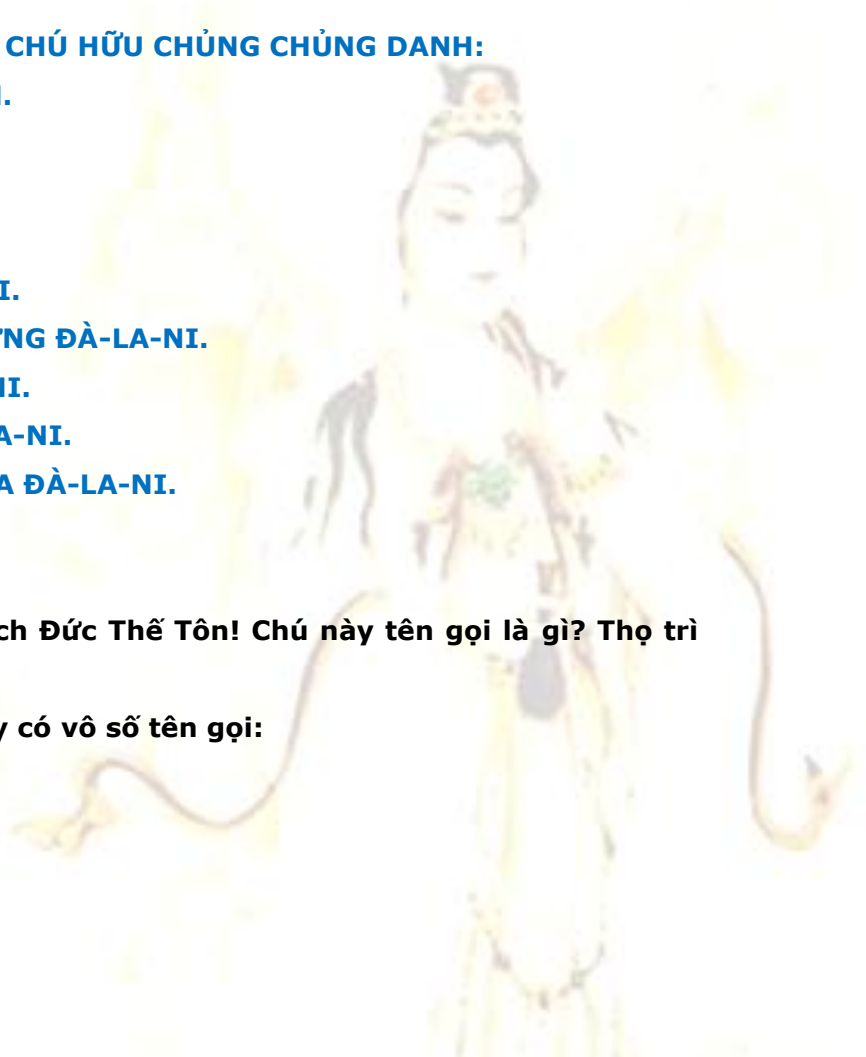 CHÚ HỮU CHỦNG CHỦNG DANH:
I.
NG ĐÀ-LA-NI.
NI.
A-NI.
A ĐÀ-LA-NI.
ch Đức Thế Tôn! Chú này tên gọi là gì? Thọ trì
y có vô số tên gọi: